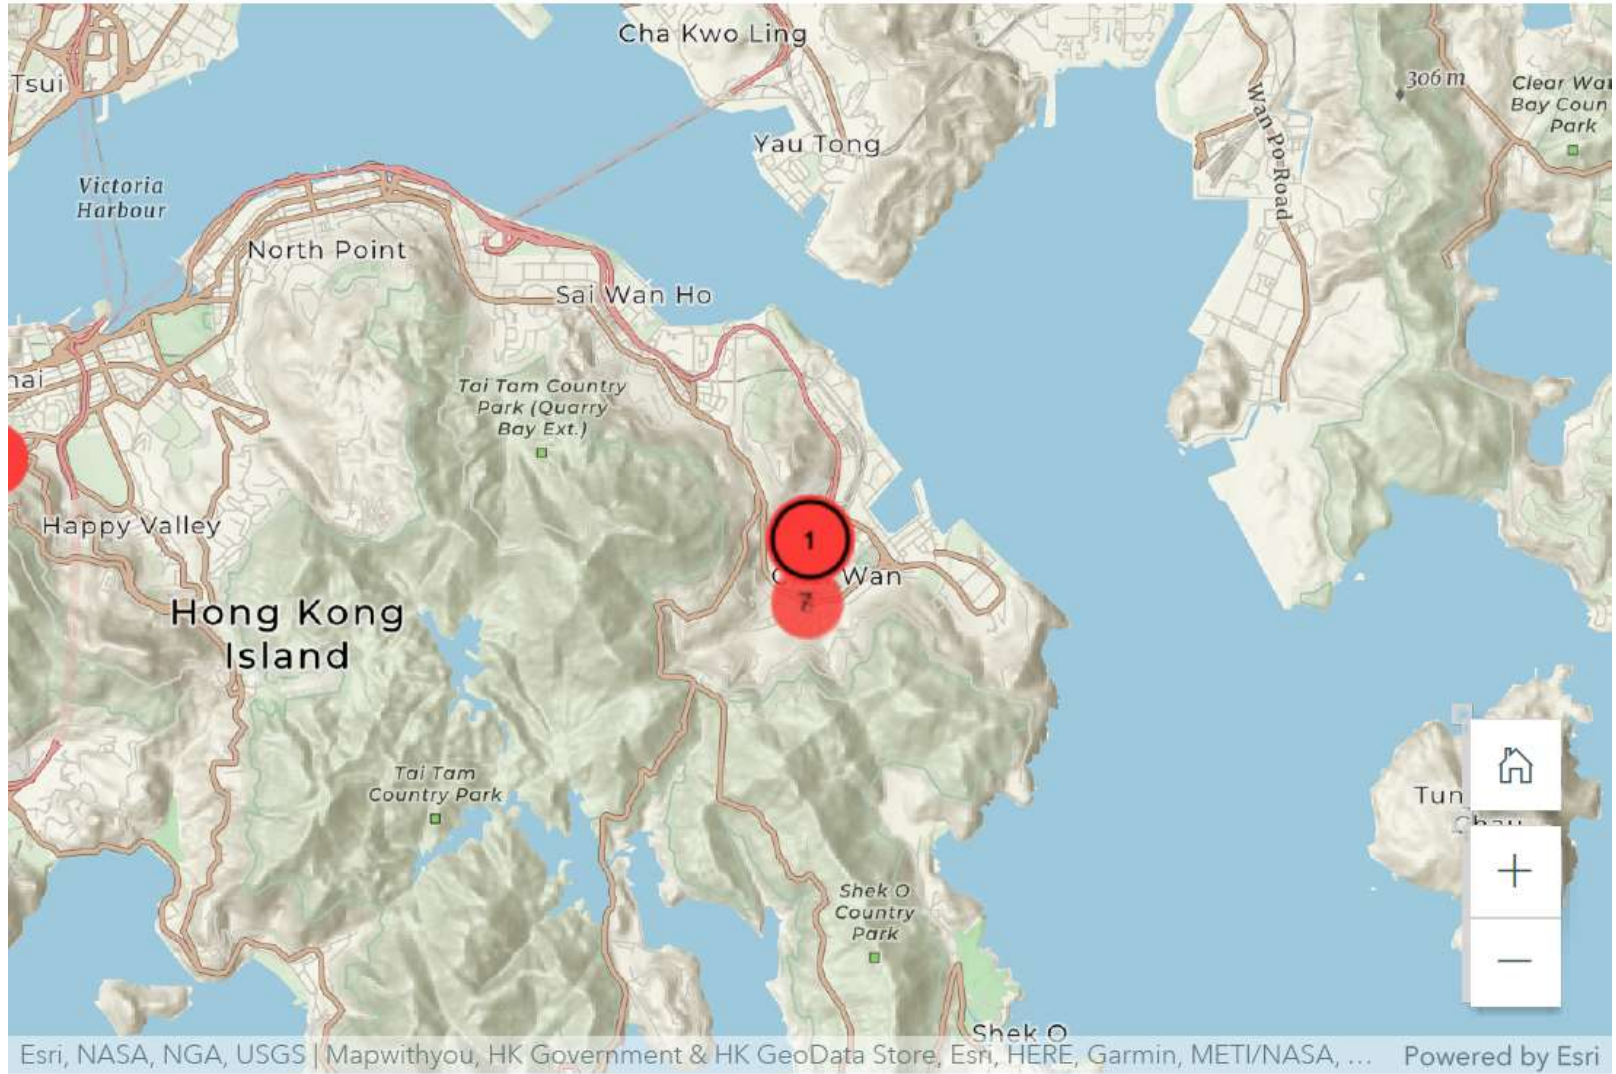 Cha Kwo Ling
Tsui
306 m
Clear Wa
Bay Coun
Park
Wan Po Road
Yau Tong
Victoria
Harbour
North Point
Sai Wan Ho
Tai Tam Country
Park (Quarry
Bay Ext.)
Happy Valley
1
Wan
7
Hong Kong
Island
Tai Tam
Country Park
Tun
Chau
Shek O
Country
Park
Shek O
Esri, NASA, NGA, USGS | Mapwithyou, HK Government & HK GeoData Store, Esri, HERE, Garmin, METI/NASA, ...
Powered by Esri